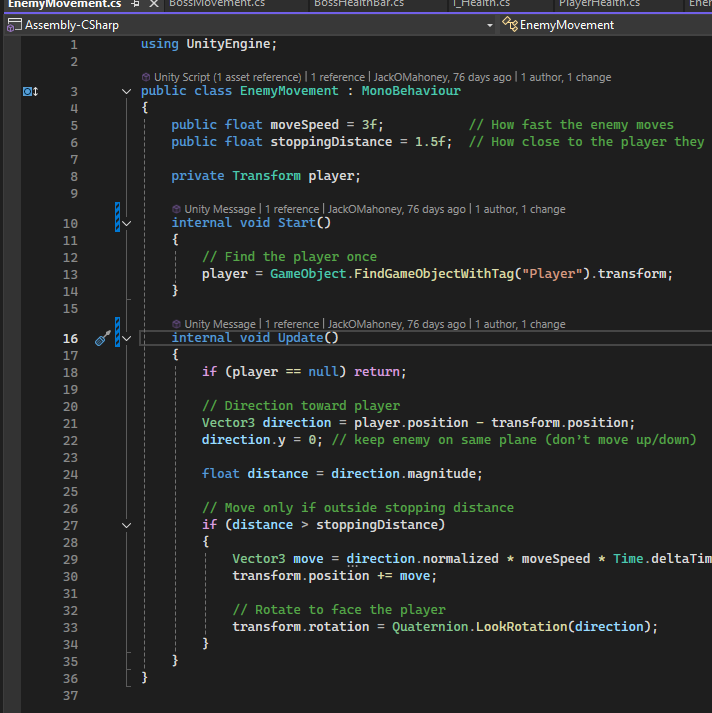 EnemyMovement.cs BossMovement.cs BossHealthBar.cs I_Health.cs PlayerHealth.cs
Assembly-CSharp EnemyMovement
1 using UnityEngine;
2
Unity Script (1 asset reference) | 1 reference | JackOMahoney, 76 days ago | 1 author, 1 change
3 public class EnemyMovement : MonoBehaviour
4 {
5 public float moveSpeed = 3f; // How fast the enemy moves
6 public float stoppingDistance = 1.5f; // How close to the player they
7
8 private Transform player;
9
Unity Message | 1 reference | JackOMahoney, 76 days ago | 1 author, 1 change
10 internal void Start()
11 {
12 // Find the player once
13 player = GameObject.FindGameObjectWithTag("Player").transform;
14 }
15
Unity Message | 1 reference | JackOMahoney, 76 days ago | 1 author, 1 change
16 internal void Update()
17 {
18 if (player == null) return;
19
20 // Direction toward player
21 Vector3 direction = player.position - transform.position;
22 direction.y = 0; // keep enemy on same plane (don’t move up/down)
23
24 float distance = direction.magnitude;
25
26 // Move only if outside stopping distance
27 if (distance > stoppingDistance)
28 {
29 Vector3 move = direction.normalized * moveSpeed * Time.deltaTim
30 transform.position += move;
31
32 // Rotate to face the player
33 transform.rotation = Quaternion.LookRotation(direction);
34 }
35 }
36 }
37